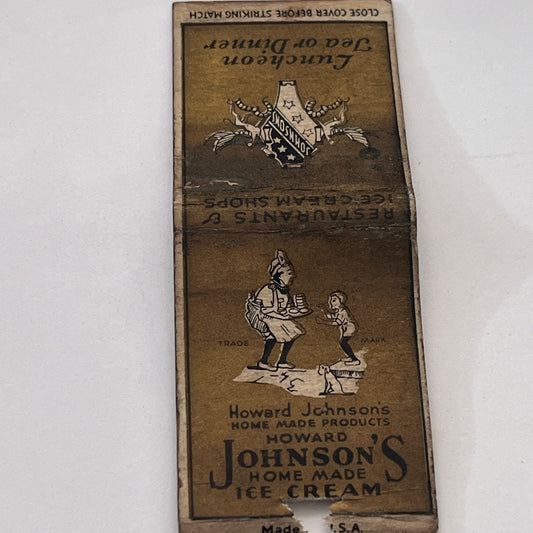 CLOSE COVER BEFORE STRIKING MATCH
Luncheon
Tea or Dinner
JOHNSONS
RESTAURANTS &
ICE CREAM SHOPS
TRADE MARK
Howard Johnson's
HOME MADE PRODUCTS
HOWARD
JOHNSON'S
HOME MADE
ICE CREAM
Made U.S.A.